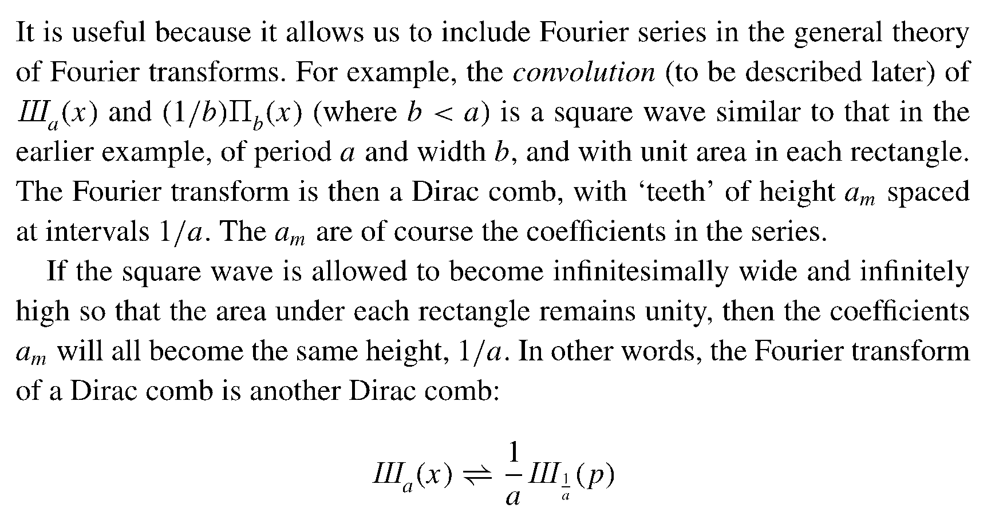 It is useful because it allows us to include Fourier series in the general theory
of Fourier transforms. For example, the convolution (to be described later) of
Ш_a(x) and (1/b)Π_b(x) (where b < a) is a square wave similar to that in the
earlier example, of period a and width b, and with unit area in each rectangle.
The Fourier transform is then a Dirac comb, with ‘teeth’ of height a_m spaced
at intervals 1/a. The a_m are of course the coefficients in the series.
If the square wave is allowed to become infinitesimally wide and infinitely
high so that the area under each rectangle remains unity, then the coefficients
a_m will all become the same height, 1/a. In other words, the Fourier transform
of a Dirac comb is another Dirac comb:
Ш_a(x) ⇌ \frac{1}{a} Ш_{\frac{1}{a}}(p)